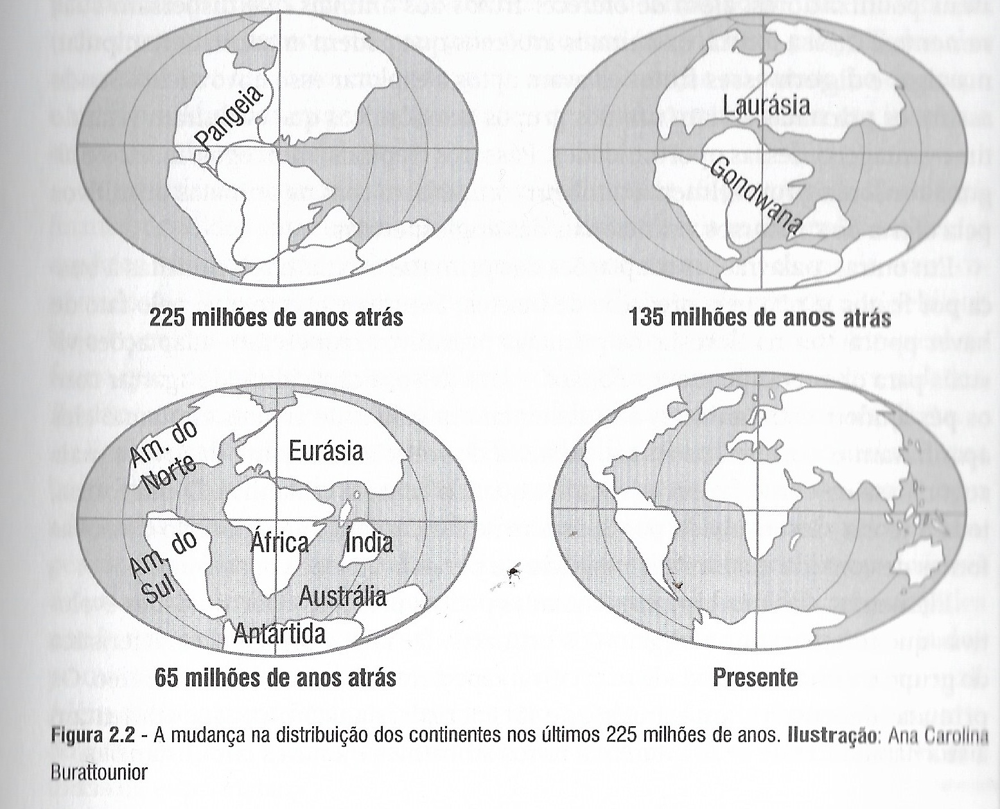 Pangeia
225 milhões de anos atrás
Laurásia
Gondwana
135 milhões de anos atrás
Am. do
Norte
Eurásia
Am. do
Sul
África
Índia
Austrália
Antártida
65 milhões de anos atrás
Presente
Figura 2.2 - A mudança na distribuição dos continentes nos últimos 225 milhões de anos. Ilustração: Ana Carolina
Burattounior